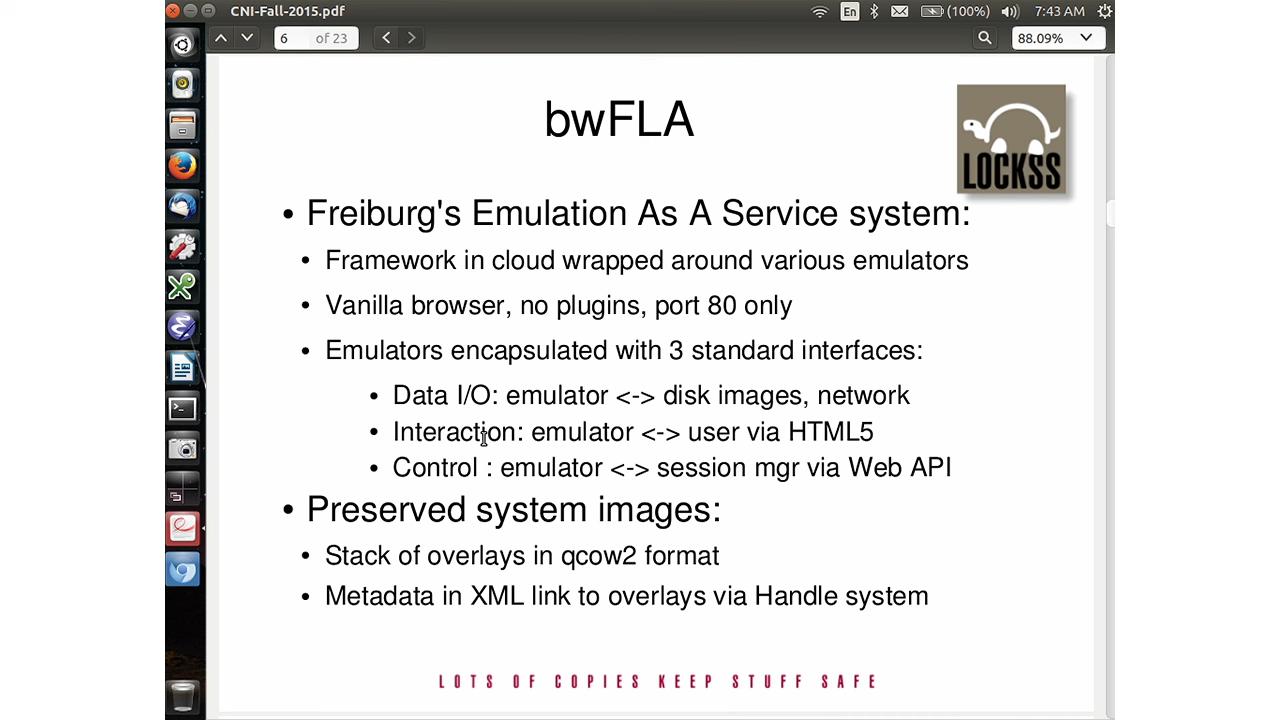 CNI-Fall-2015.pdf
En
(100%)
7:43 AM
6 of 23
88.09%
bwFLA
LOCKSS
• Freiburg's Emulation As A Service system:
• Framework in cloud wrapped around various emulators
• Vanilla browser, no plugins, port 80 only
• Emulators encapsulated with 3 standard interfaces:
• Data I/O: emulator <-> disk images, network
• Interaction: emulator <-> user via HTML5
• Control : emulator <-> session mgr via Web API
• Preserved system images:
• Stack of overlays in qcow2 format
• Metadata in XML link to overlays via Handle system
LOTS OF COPIES KEEP STUFF SAFE